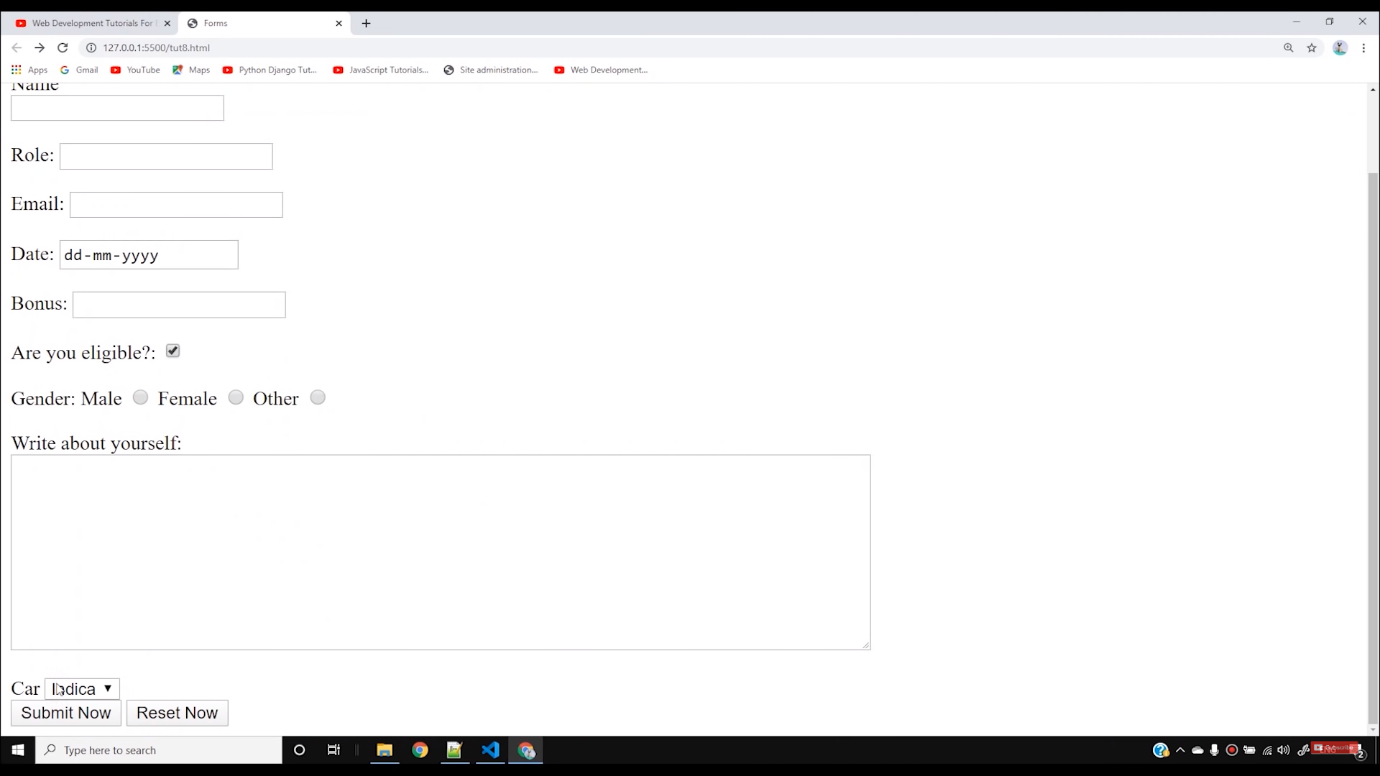 Web Development Tutorials For
Forms
127.0.0.1:5500/tut8.html
Apps Gmail YouTube Maps Python Django Tut... JavaScript Tutorials... Site administration... Web Development...
Name
Role:
Email:
Date: dd-mm-yyyy
Bonus:
Are you eligible?:
Gender: Male Female Other
Write about yourself:
Car Indica
Submit Now Reset Now
Type here to search
2